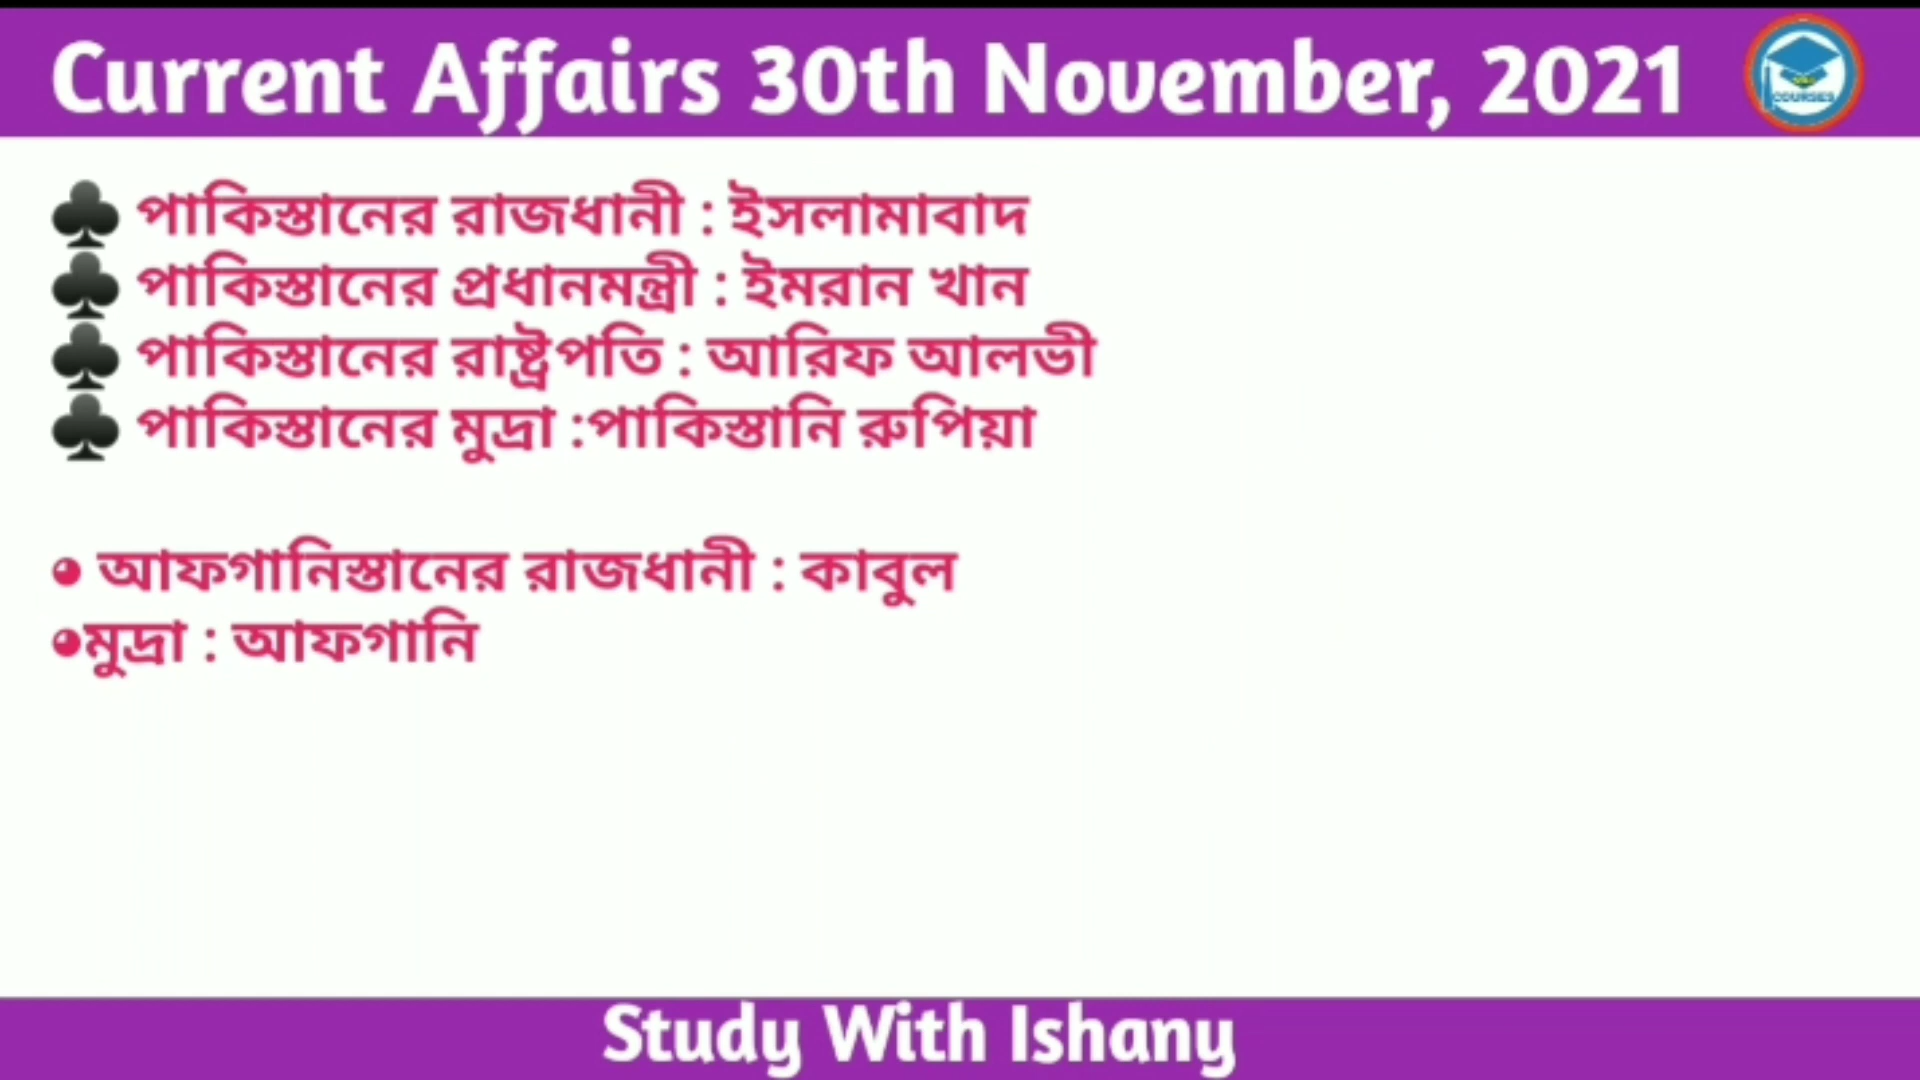 Current Affairs 30th November, 2021
COURSES
♣ পাকিস্তানের রাজধানী : ইসলামাবাদ
♣ পাকিস্তানের প্রধানমন্ত্রী : ইমরান খান
♣ পাকিস্তানের রাষ্ট্রপতি : আরিফ আলভী
♣ পাকিস্তানের মুদ্রা :পাকিস্তানি রুপিয়া
● আফগানিস্তানের রাজধানী : কাবুল
●মুদ্রা : আফগানি
Study With Ishany